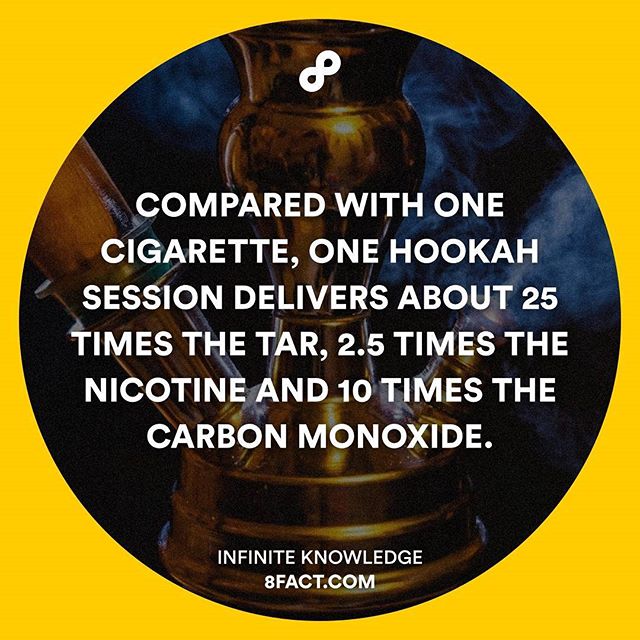 COMPARED WITH ONE
CIGARETTE, ONE HOOKAH
SESSION DELIVERS ABOUT 25
TIMES THE TAR, 2.5 TIMES THE
NICOTINE AND 10 TIMES THE
CARBON MONOXIDE.
INFINITE KNOWLEDGE
8FACT.COM